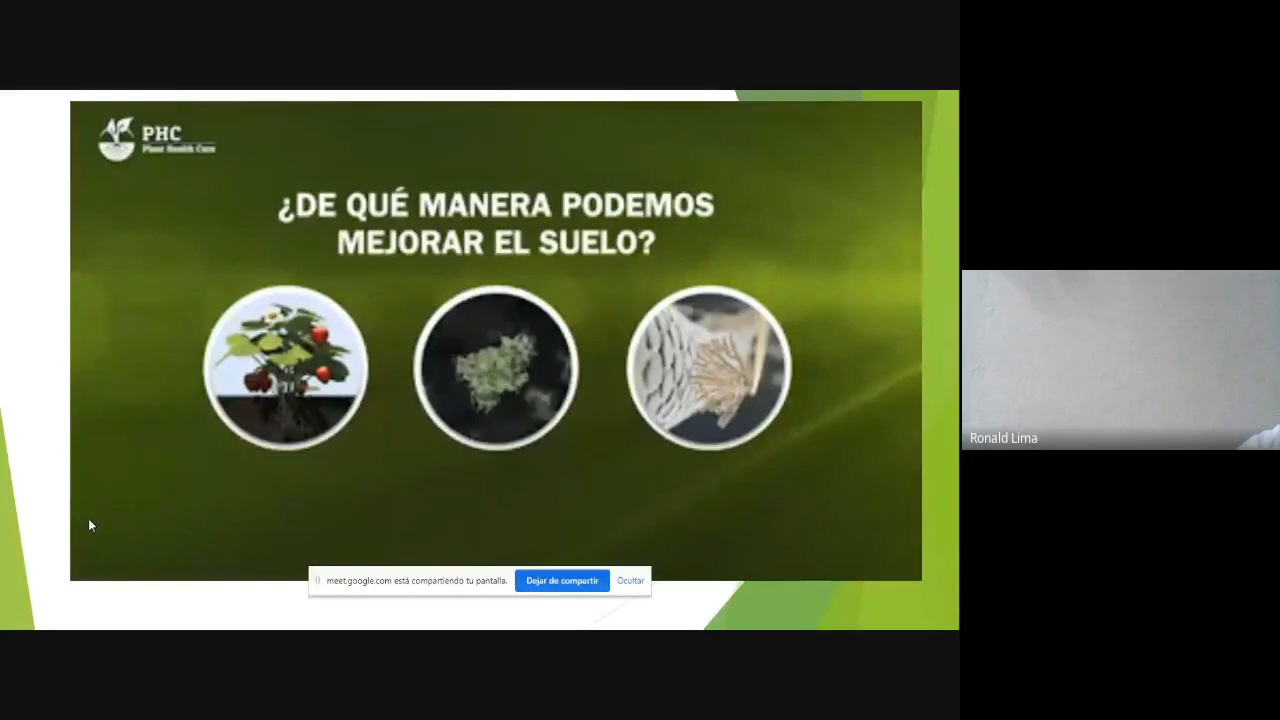 PHC
Plant Health Care
¿DE QUÉ MANERA PODEMOS
MEJORAR EL SUELO?
meet.google.com está compartiendo tu pantalla.
Dejar de compartir
Ocultar
Ronald Lima